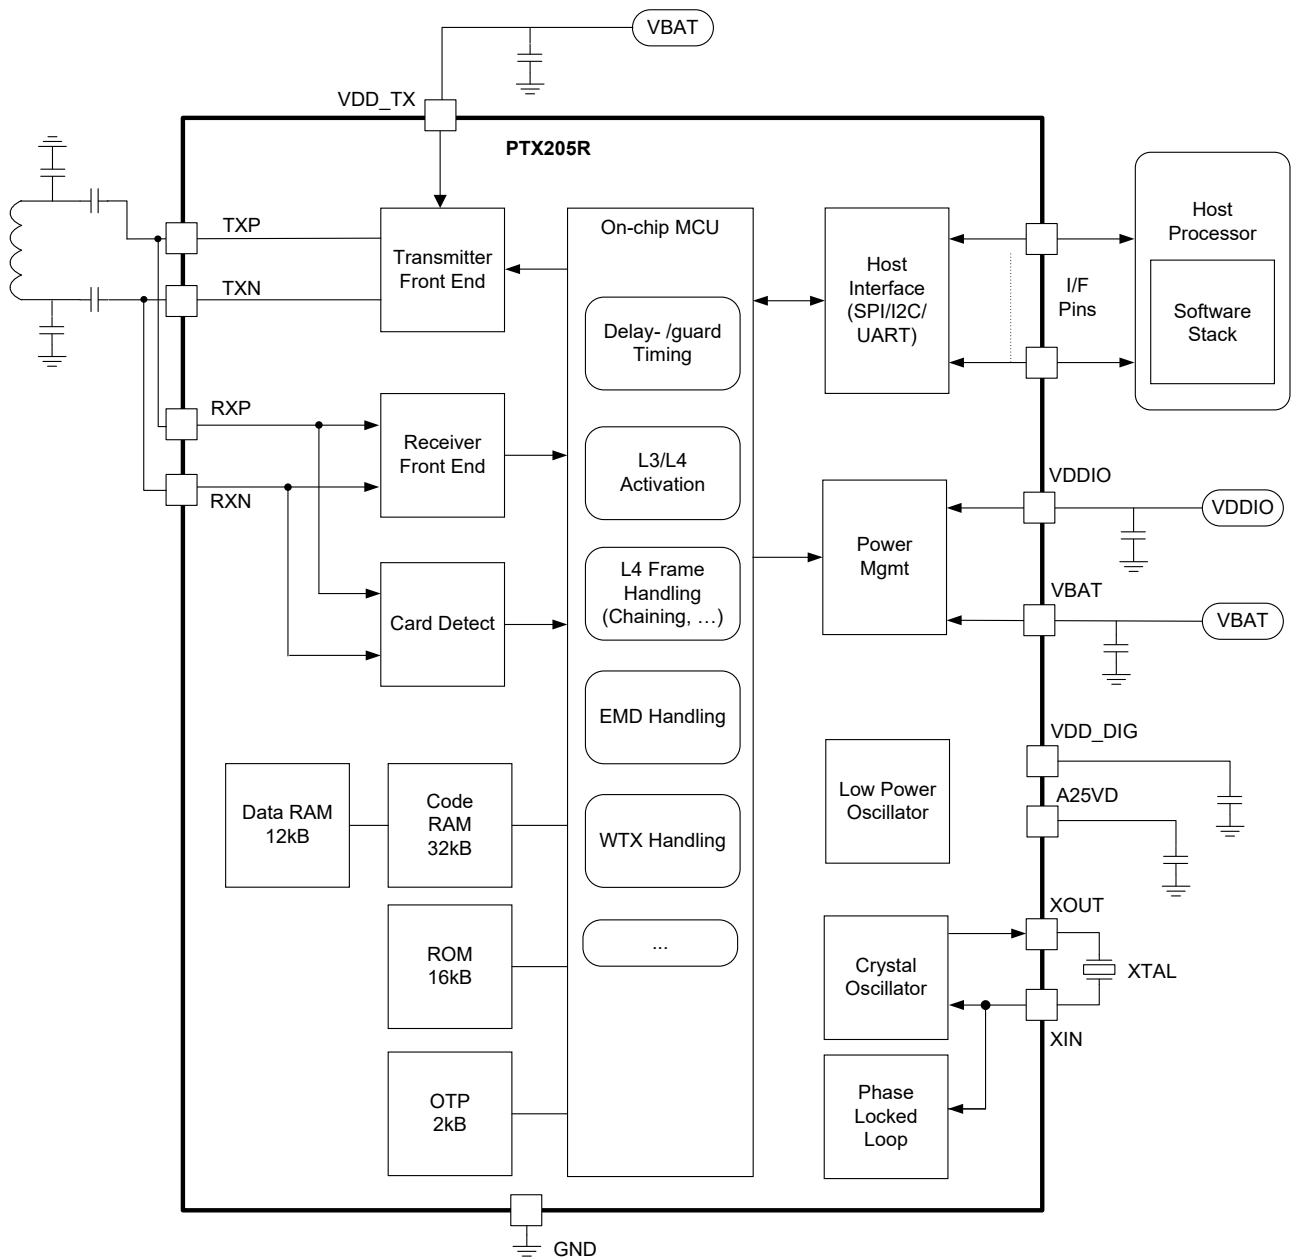 VBAT
VDD_TX
PTX205R
TXP
TXN
Transmitter
Front End
On-chip MCU
Delay- /guard
Timing
L3/L4
Activation
L4 Frame
Handling
(Chaining, …)
EMD Handling
WTX Handling
...
Host
Interface
(SPI/I2C/
UART)
I/F
Pins
Host
Processor
Software
Stack
RXP
RXN
Receiver
Front End
Card Detect
Power
Mgmt
VDDIO
VDDIO
VBAT
VBAT
VDD_DIG
A25VD
Low Power
Oscillator
Data RAM
12kB
Code
RAM
32kB
ROM
16kB
OTP
2kB
Crystal
Oscillator
XOUT
XTAL
XIN
Phase
Locked
Loop
GND